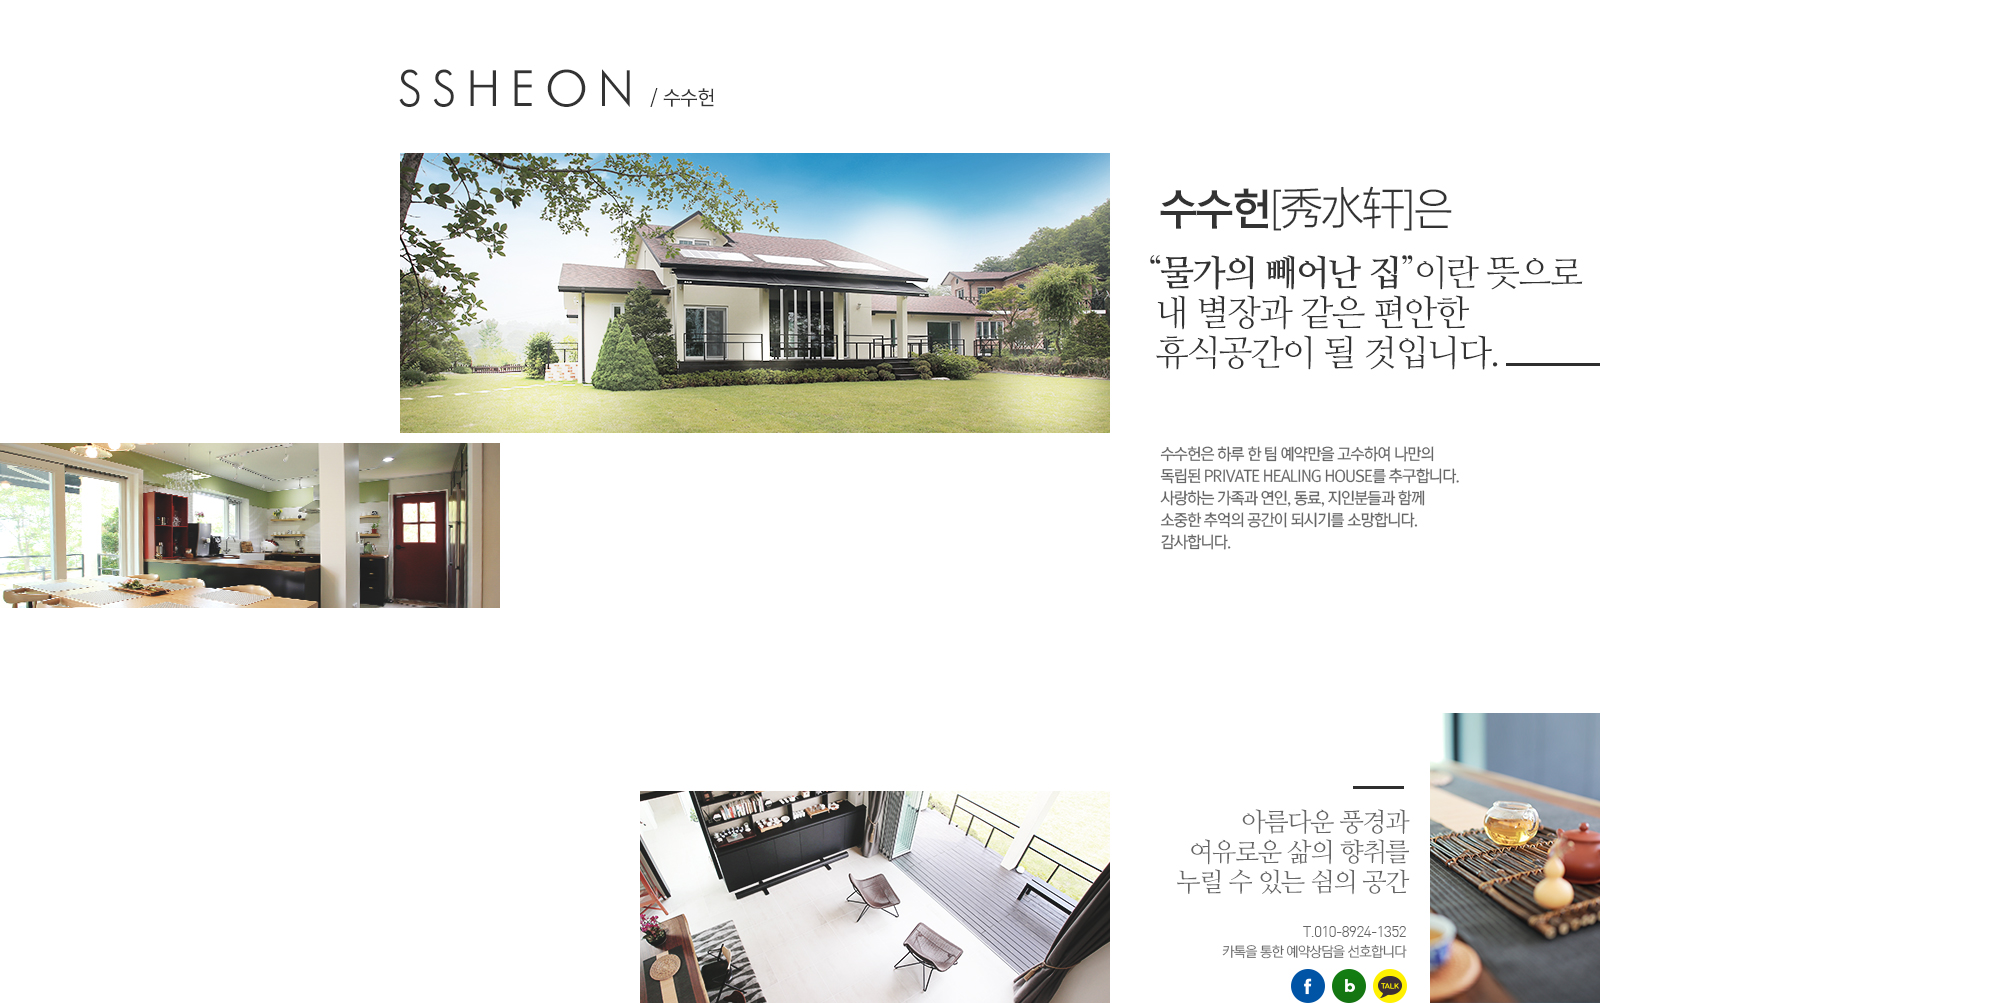 SSHEON / 수수헌
수수헌[秀水轩]은
“물가의 빼어난 집”이란 뜻으로
내 별장과 같은 편안한
휴식공간이 될 것입니다.
수수헌은 하루 한 팀 예약만을 고수하여 나만의
독립된 PRIVATE HEALING HOUSE를 추구합니다.
사랑하는 가족과 연인, 동료, 지인분들과 함께
소중한 추억의 공간이 되시기를 소망합니다.
감사합니다.
아름다운 풍경과
여유로운 삶의 향취를
누릴 수 있는 쉼의 공간
T.010-8924-1352
카톡을 통한 예약상담을 선호합니다
f b TALK